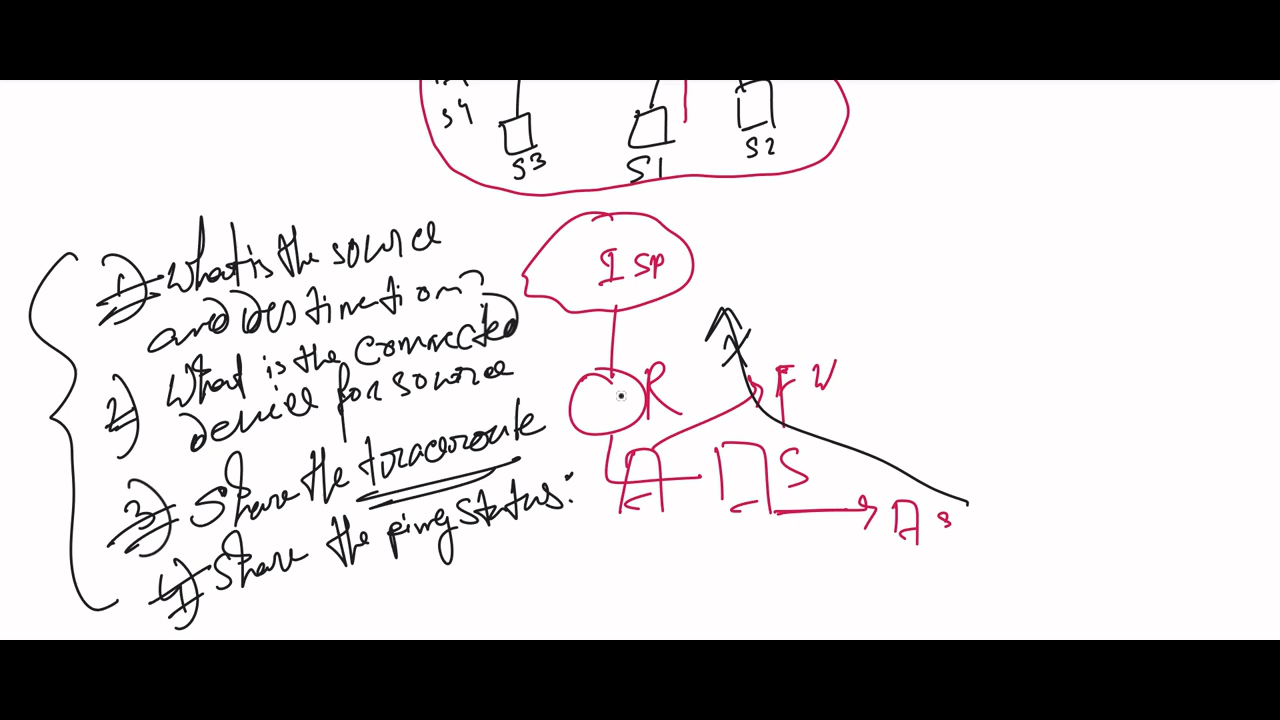 S4
S3
S1
S2
1) What is the source
and Destination?
2) What is the connected
device for source
3) Share the traceroute
4) Share the ping status:
ISP
R
FW
S